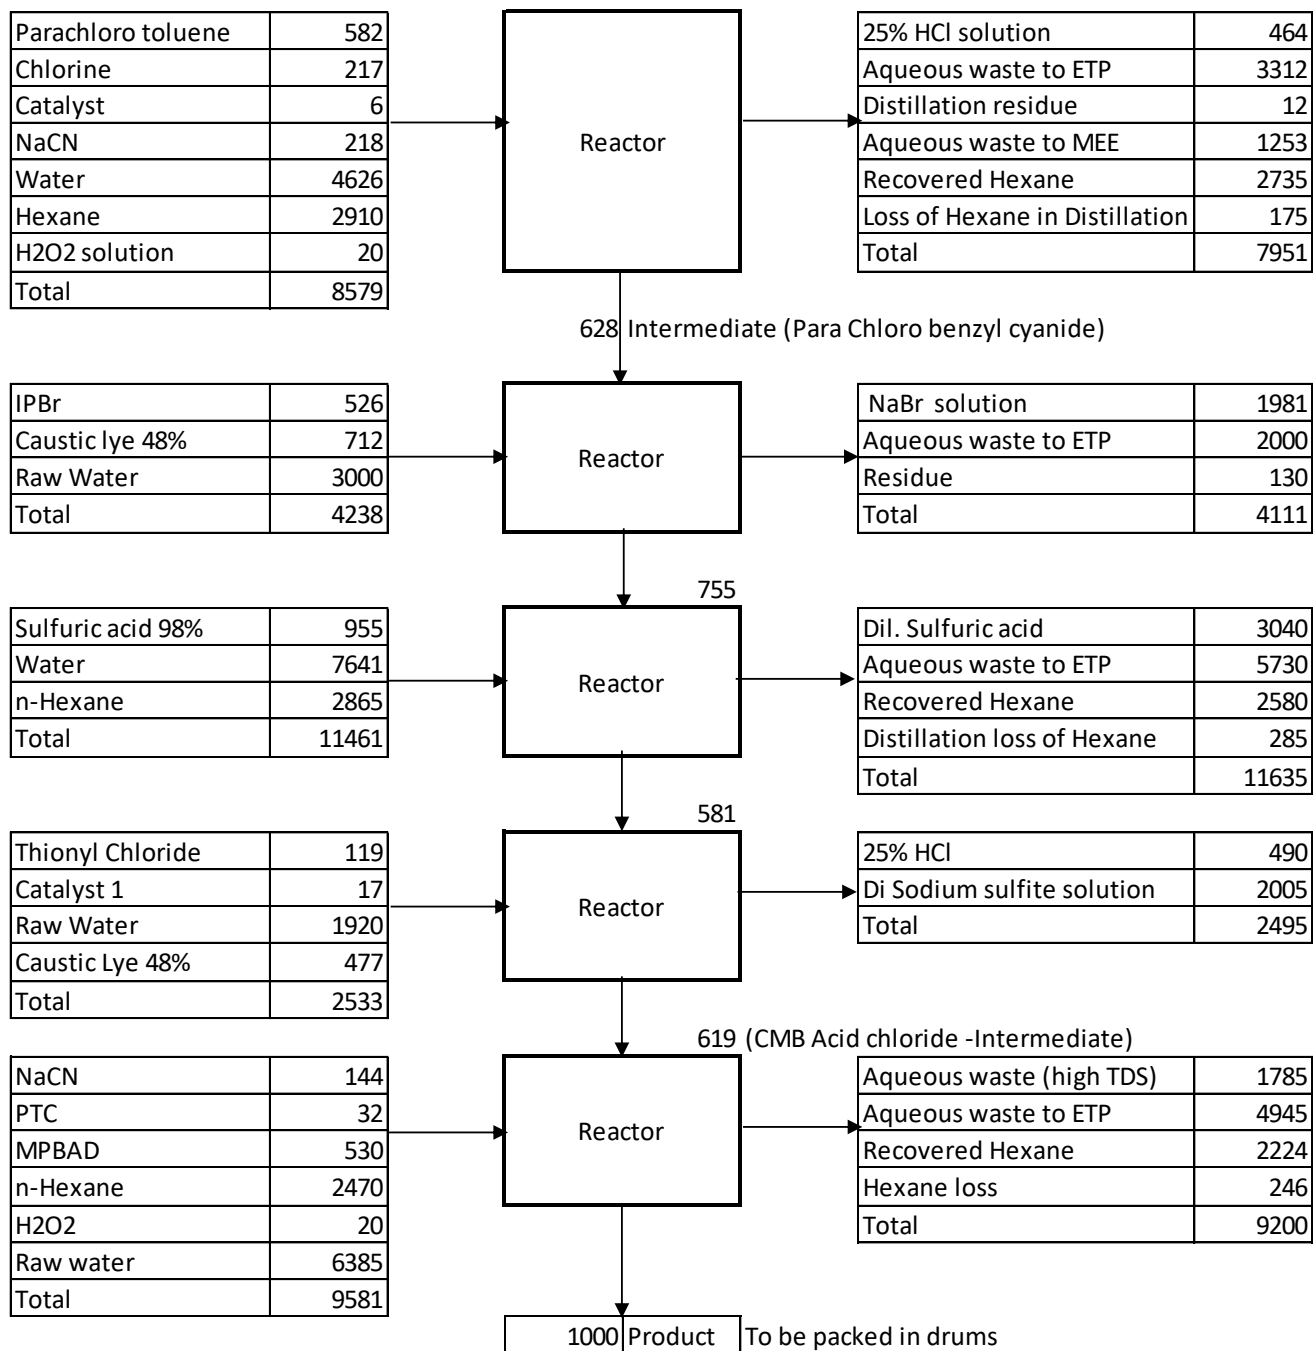 Parachloro toluene 582
Chlorine 217
Catalyst 6
NaCN 218
Water 4626
Hexane 2910
H2O2 solution 20
Total 8579
Reactor
25% HCl solution 464
Aqueous waste to ETP 3312
Distillation residue 12
Aqueous waste to MEE 1253
Recovered Hexane 2735
Loss of Hexane in Distillation 175
Total 7951
628 Intermediate (Para Chloro benzyl cyanide)
IPBr 526
Caustic lye 48% 712
Raw Water 3000
Total 4238
Reactor
NaBr solution 1981
Aqueous waste to ETP 2000
Residue 130
Total 4111
755
Sulfuric acid 98% 955
Water 7641
n-Hexane 2865
Total 11461
Reactor
Dil. Sulfuric acid 3040
Aqueous waste to ETP 5730
Recovered Hexane 2580
Distillation loss of Hexane 285
Total 11635
581
Thionyl Chloride 119
Catalyst 1 17
Raw Water 1920
Caustic Lye 48% 477
Total 2533
Reactor
25% HCl 490
Di Sodium sulfite solution 2005
Total 2495
619 (CMB Acid chloride -Intermediate)
NaCN 144
PTC 32
MPBAD 530
n-Hexane 2470
H2O2 20
Raw water 6385
Total 9581
Reactor
Aqueous waste (high TDS) 1785
Aqueous waste to ETP 4945
Recovered Hexane 2224
Hexane loss 246
Total 9200
1000 Product To be packed in drums